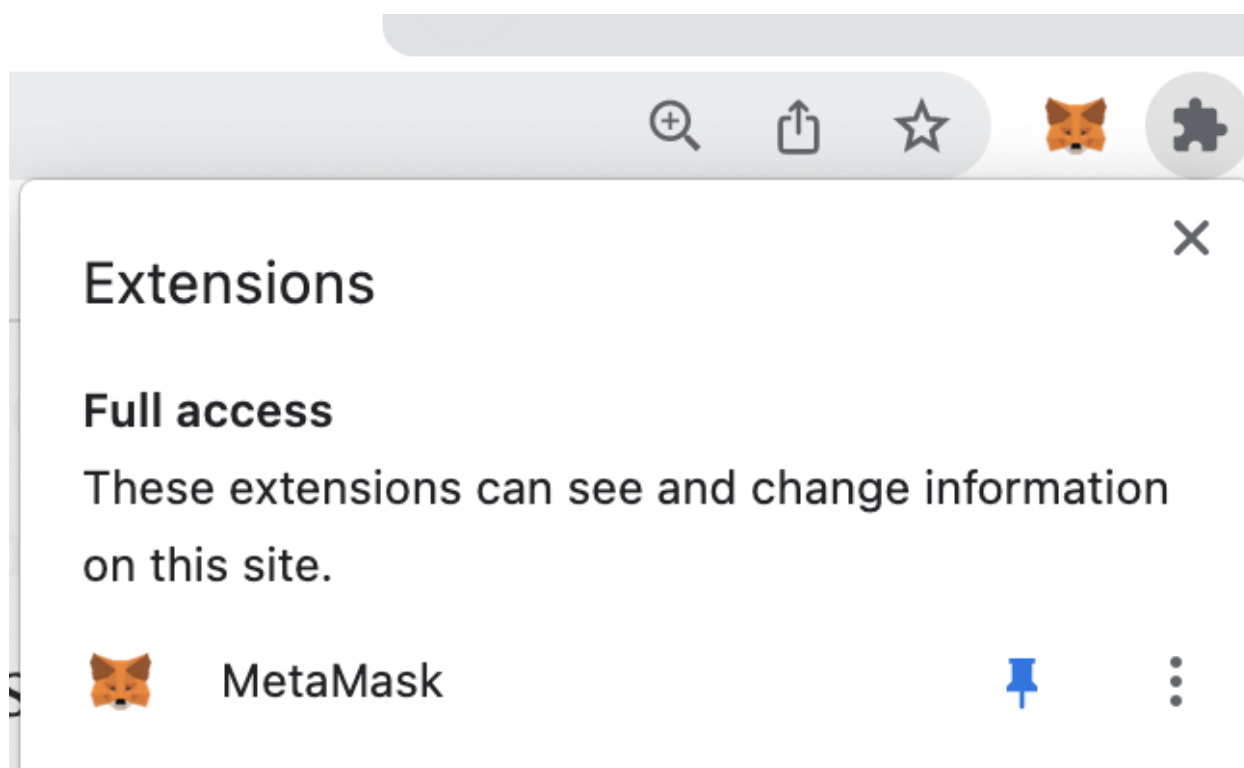 Extensions
Full access
These extensions can see and change information
on this site.
MetaMask